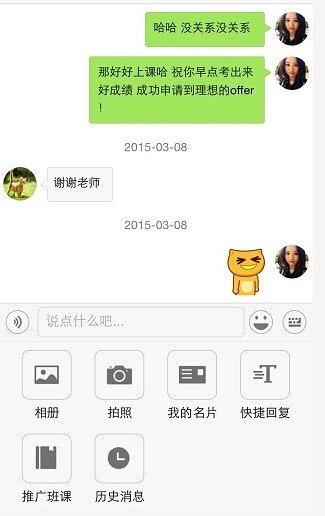 哈哈 没关系没关系
那好好上课哈 祝你早点考出来
好成绩 成功申请到理想的offer
！
2015-03-08
谢谢老师
2015-03-08
说点什么吧...
相册
拍照
我的名片
快捷回复
推广班课
历史消息